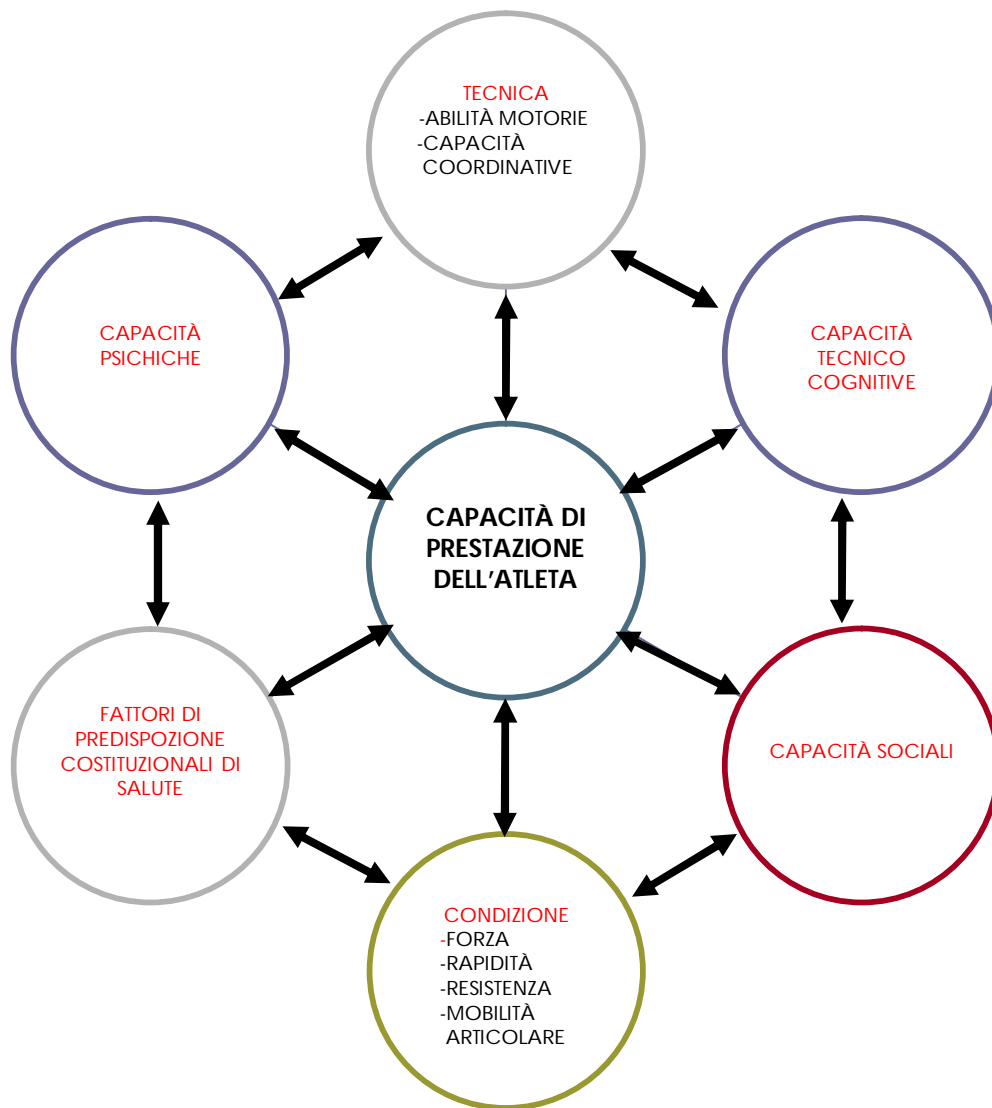 TECNICA
-ABILITÀ MOTORIE
-CAPACITÀ
COORDINATIVE
CAPACITÀ
PSICHICHE
CAPACITÀ
TECNICO
COGNITIVE
CAPACITÀ DI
PRESTAZIONE
DELL’ATLETA
FATTORI DI
PREDISPOZIONE
COSTITUZIONALI DI
SALUTE
CAPACITÀ SOCIALI
CONDIZIONE
-FORZA
-RAPIDITÀ
-RESISTENZA
-MOBILITÀ
ARTICOLARE